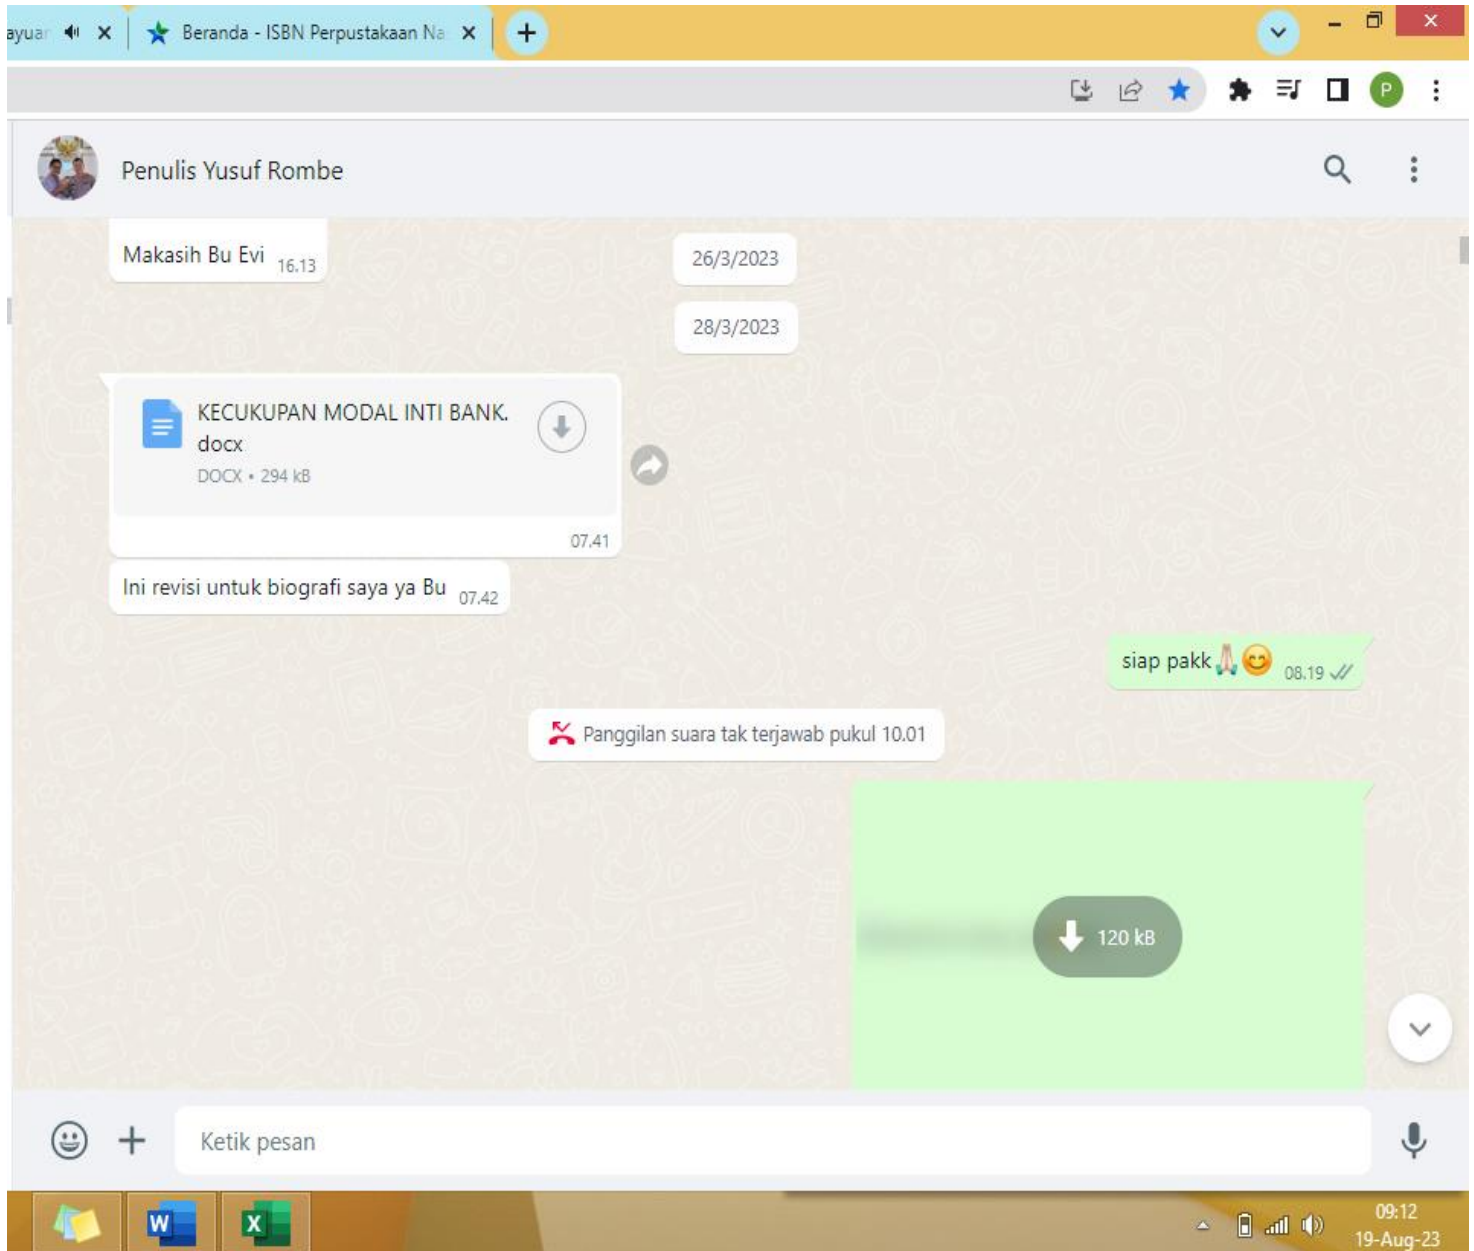 Beranda - ISBN Perpustakaan Na
P
Penulis Yusuf Rombe
Makasih Bu Evi 16.13
26/3/2023
28/3/2023
KECUKUPAN MODAL INTI BANK.
docx
DOCX • 294 kB
07.41
Ini revisi untuk biografi saya ya Bu 07.42
siap pakk🙏🏻😊 08.19
Panggilan suara tak terjawab pukul 10.01
120 kB
Ketik pesan
W
X
09:12
19-Aug-23